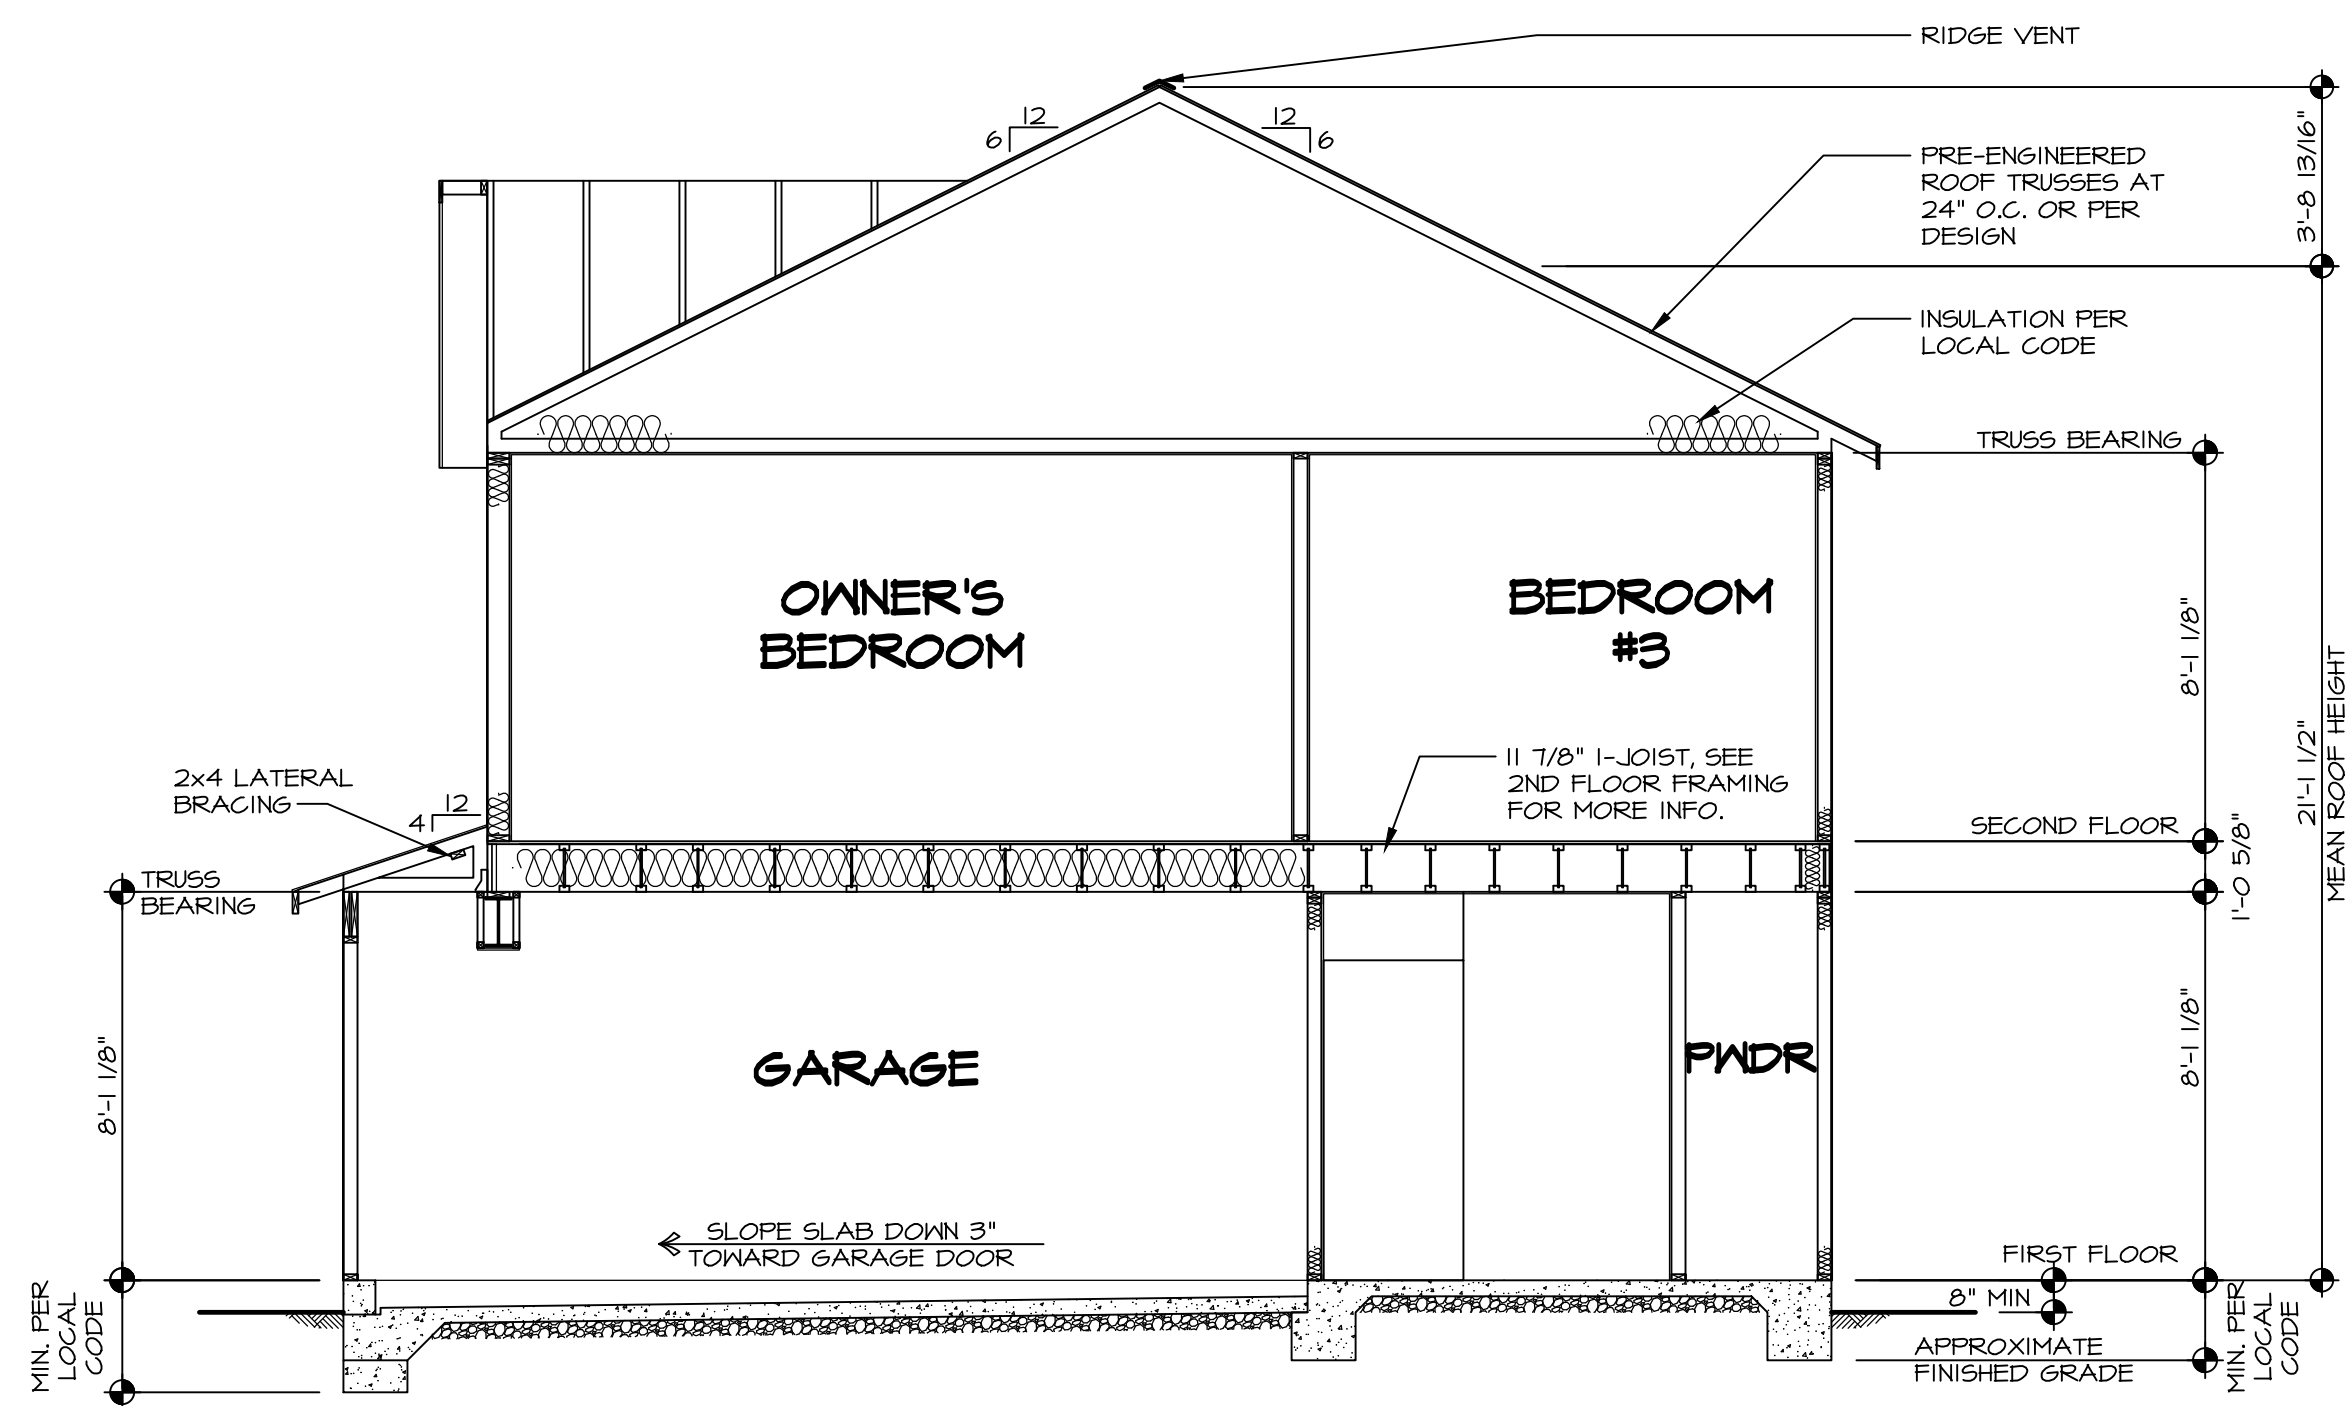 RIDGE VENT
12
6
12
6
PRE-ENGINEERED
ROOF TRUSSES AT
24" O.C. OR PER
DESIGN
3'-8 13/16"
INSULATION PER
LOCAL CODE
TRUSS BEARING
OWNER'S
BEDROOM
BEDROOM
#3
8'-1 1/8"
21'-11 1/2"
MEAN ROOF HEIGHT
11 7/8" I-JOIST, SEE
2ND FLOOR FRAMING
FOR MORE INFO.
2x4 LATERAL
BRACING
12
4
SECOND FLOOR
1'-0 5/8"
TRUSS
BEARING
8'-1 1/8"
GARAGE
PWDR
8'-1 1/8"
SLOPE SLAB DOWN 3"
TOWARD GARAGE DOOR
FIRST FLOOR
8" MIN
APPROXIMATE
FINISHED GRADE
MIN. PER
LOCAL
CODE
MIN. PER
LOCAL
CODE